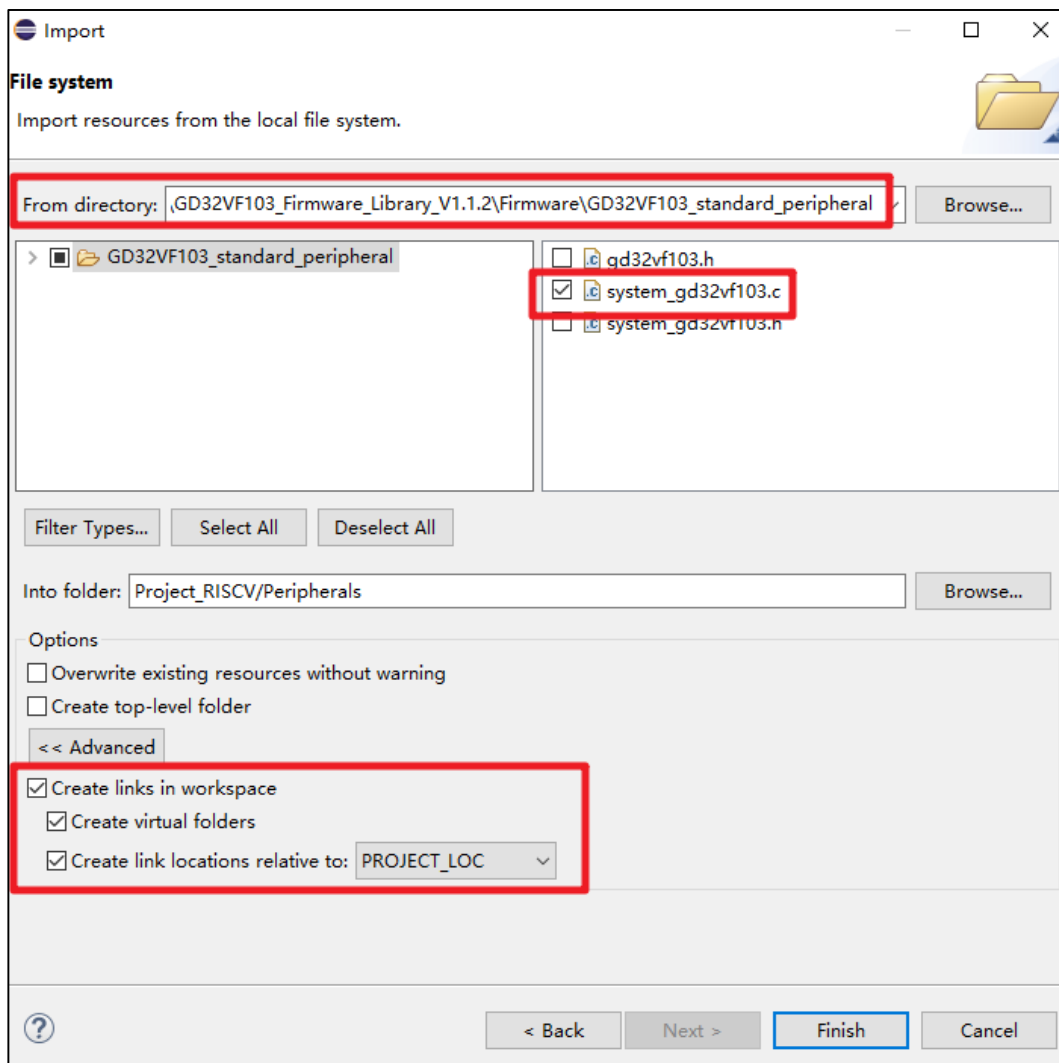 Import
File system
Import resources from the local file system.
From directory: \GD32VF103_Firmware_Library_V1.1.2\Firmware\GD32VF103_standard_peripheral Browse...
GD32VF103_standard_peripheral
gd32vf103.h
system_gd32vf103.c
system_gd32vf103.h
Filter Types... Select All Deselect All
Into folder: Project_RISCV/Peripherals Browse...
Options
Overwrite existing resources without warning
Create top-level folder
<< Advanced
Create links in workspace
Create virtual folders
Create link locations relative to: PROJECT_LOC
< Back Next > Finish Cancel